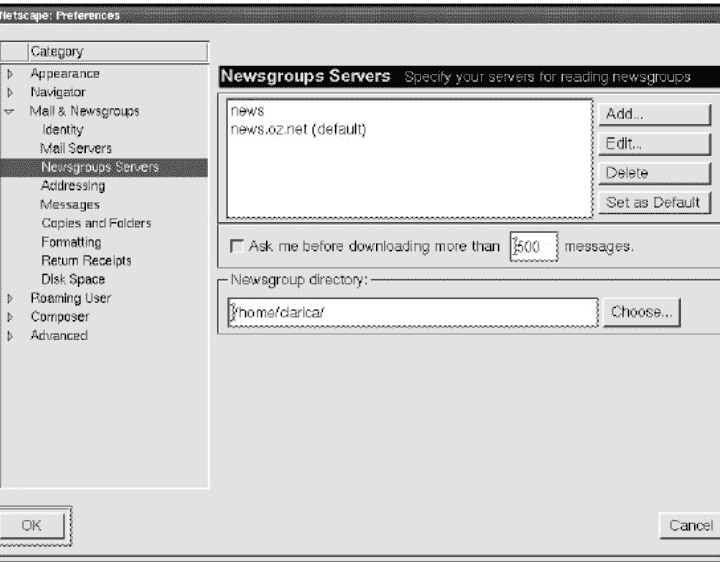 Netscape: Preferences
Category
Appearance
Navigator
Mail & Newsgroups
Identity
Mail Servers
Newsgroups Servers
Addressing
Messages
Copies and Folders
Formatting
Return Receipts
Disk Space
Roaming User
Composer
Advanced
Newsgroups Servers Specify your servers for reading newsgroups
news
news.oz.net (default)
Add...
Edit...
Delete
Set as Default
Ask me before downloading more than 500 messages.
Newsgroup directory:
/home/clarica/ Choose...
OK
Cancel